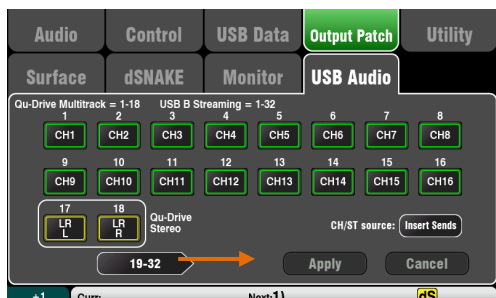 Audio Control USB Data Output Patch Utility
Surface dSNAKE Monitor USB Audio
Qu-Drive Multitrack = 1-18 USB B Streaming = 1-32
1 2 3 4 5 6 7 8
CH1 CH2 CH3 CH4 CH5 CH6 CH7 CH8
9 10 11 12 13 14 15 16
CH9 CH10 CH11 CH12 CH13 CH14 CH15 CH16
17 18
LR L LR R Qu-Drive Stereo CH/ST source: Insert Sends
19-32 Apply Cancel
+1 Curr: Next:1) dS